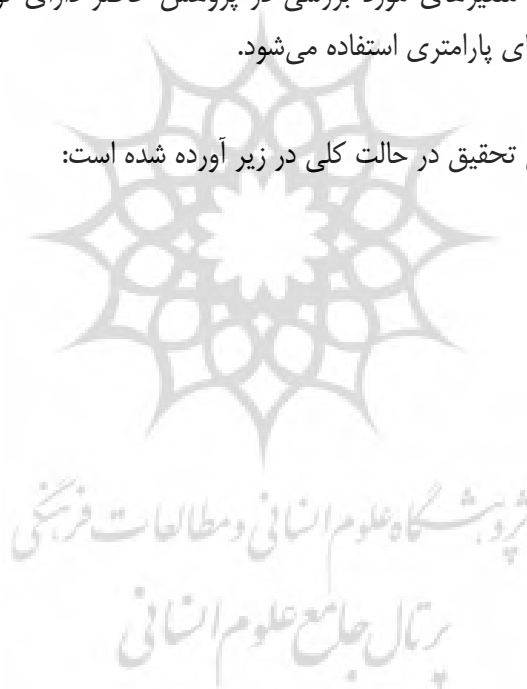 متغیرهای مورد بررسی در پژوهش حاضر دارای
ای پارامتری استفاده می‌شود.
تحقیق در حالت کلی در زیر آورده شده است:
پژوهشگاه علوم انسانی و مطالعات فرهنگی
پرتال جامع علوم انسانی